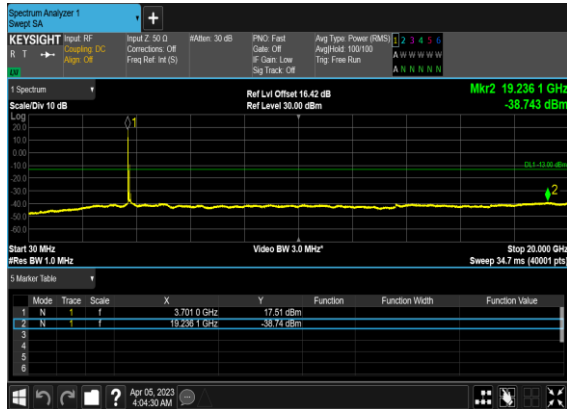 Spectrum Analyzer 1
Swept SA
+
KEYSIGHT
R T
Input: RF
Coupling: DC
Align: Off
Input Z: 50 Ω
Corrections: Off
Freq Ref: Int (S)
#Atten: 30 dB
PNO: Fast
Gate: Off
IF Gain: Low
Sig Track: Off
Avg Type: Power (RMS)
Avg|Hold: 100/100
Trig: Free Run
1 2 3 4 5 6
A W W W W W
A N N N N N
1 Spectrum
Scale/Div 10 dB
Ref Lvl Offset 16.42 dB
Ref Level 30.00 dBm
Mkr2 19.236 1 GHz
-38.743 dBm
Log
20.0
10.0
0.00
-10.0
-20.0
-30.0
-40.0
-50.0
-60.0
1
DL1 -13.00 dBm
2
Start 30 MHz
#Res BW 1.0 MHz
Video BW 3.0 MHz*
Stop 20.000 GHz
Sweep 34.7 ms (40001 pts)
5 Marker Table
Mode Trace Scale X Y Function Function Width Function Value
1 N 1 f 3.701 0 GHz 17.51 dBm
2 N 1 f 19.236 1 GHz -38.74 dBm
3
4
5
6
?
Apr 05, 2023
4:04:30 AM